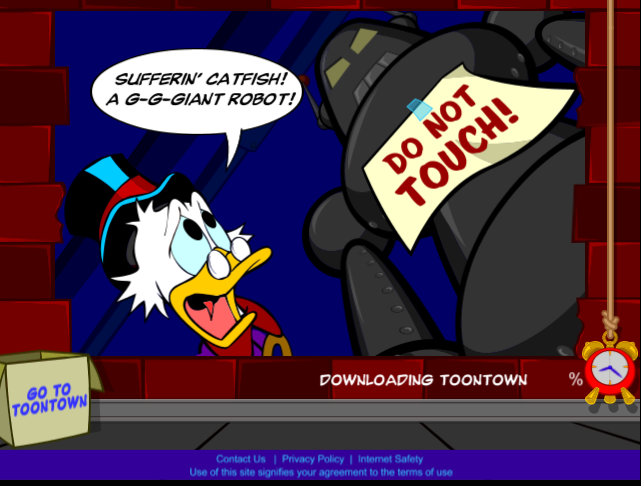 SUFFERIN' CATFISH!
A G-G-GIANT ROBOT!
DO NOT
TOUCH!
DOWNLOADING TOONTOWN %
GO TO
TOONTOWN
Contact Us | Privacy Policy | Internet Safety
Use of this site signifies your agreement to the terms of use